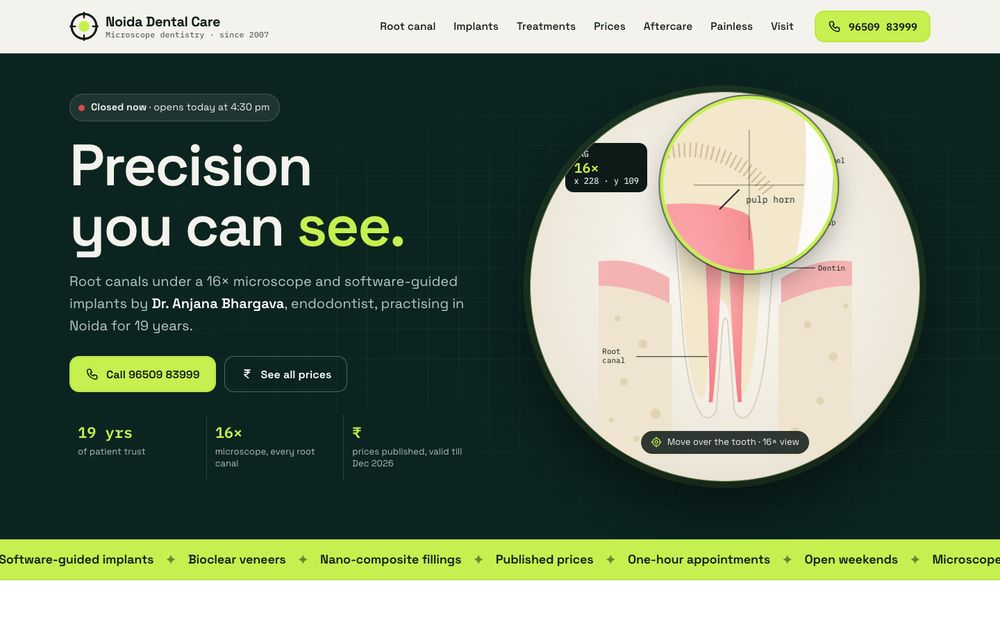 Noida Dental Care
Microscope dentistry · since 2007
Root canal
Implants
Treatments
Prices
Aftercare
Painless
Visit
96509 83999
Closed now · opens today at 4:30 pm
Precision
you can see.
Root canals under a 16× microscope and software-guided
implants by Dr. Anjana Bhargava, endodontist, practising in
Noida for 19 years.
Call 96509 83999
₹ See all prices
19 yrs
of patient trust
16×
microscope, every root
canal
₹
prices published, valid till
Dec 2026
16×
x 228 · y 109
pulp horn
Dentin
Root
canal
Move over the tooth · 16× view
Software-guided implants ✦ Bioclear veneers ✦ Nano-composite fillings ✦ Published prices ✦ One-hour appointments ✦ Open weekends ✦ Microscope